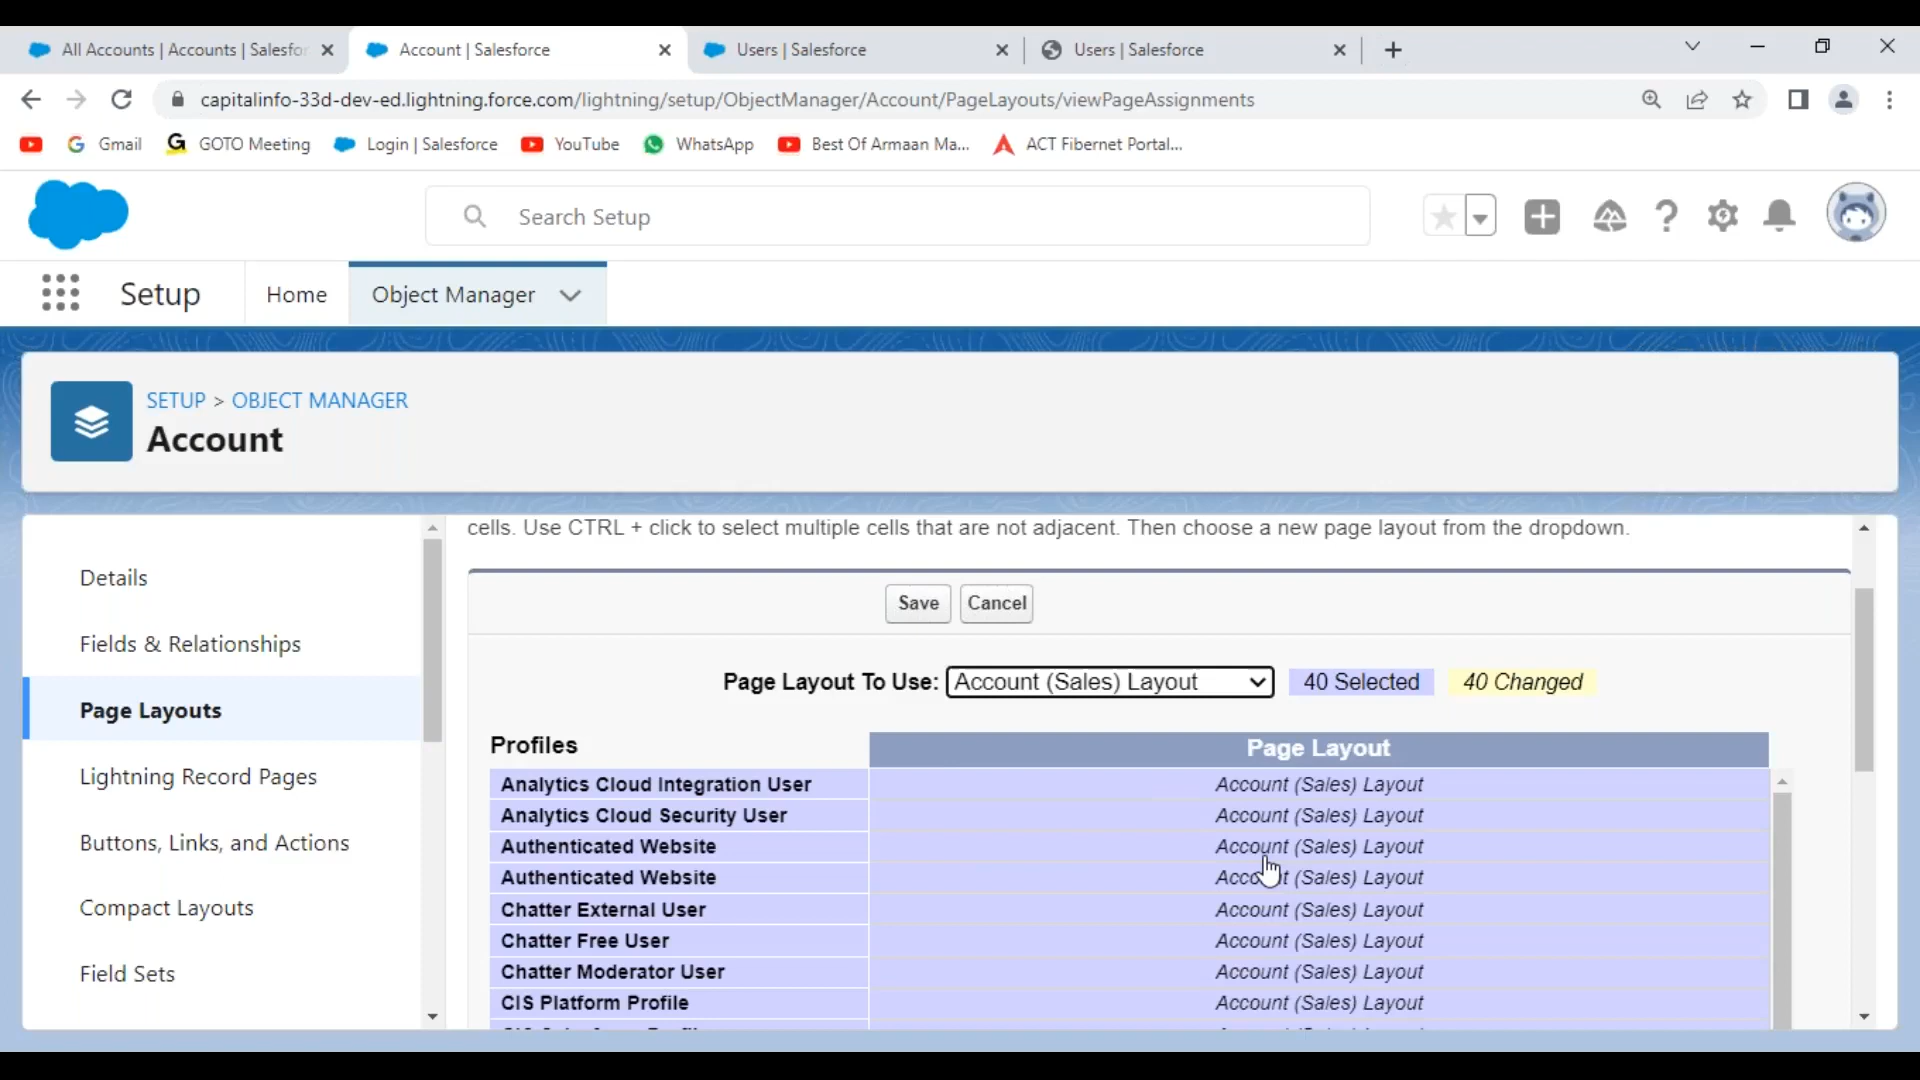 All Accounts | Accounts | Salesfor
Account | Salesforce
Users | Salesforce
Users | Salesforce
capitalinfo-33d-dev-ed.lightning.force.com/lightning/setup/ObjectManager/Account/PageLayouts/viewPageAssignments
Gmail
GOTO Meeting
Login | Salesforce
YouTube
WhatsApp
Best Of Armaan Ma...
ACT Fibernet Portal...
Search Setup
Setup
Home
Object Manager
SETUP > OBJECT MANAGER
Account
Details
Fields & Relationships
Page Layouts
Lightning Record Pages
Buttons, Links, and Actions
Compact Layouts
Field Sets
cells. Use CTRL + click to select multiple cells that are not adjacent. Then choose a new page layout from the dropdown.
Save
Cancel
Page Layout To Use: Account (Sales) Layout 40 Selected 40 Changed
Profiles Page Layout
Analytics Cloud Integration User Account (Sales) Layout
Analytics Cloud Security User Account (Sales) Layout
Authenticated Website Account (Sales) Layout
Authenticated Website Account (Sales) Layout
Chatter External User Account (Sales) Layout
Chatter Free User Account (Sales) Layout
Chatter Moderator User Account (Sales) Layout
CIS Platform Profile Account (Sales) Layout